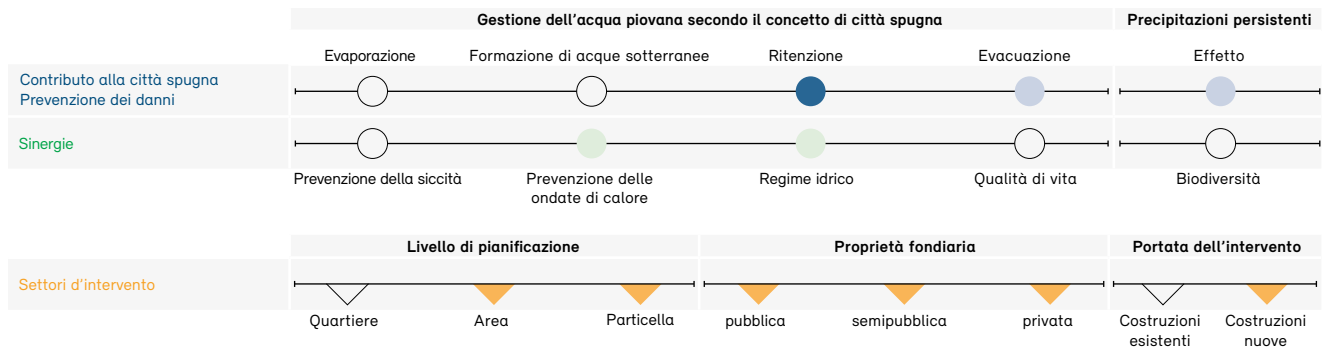 Gestione dell'acqua piovana secondo il concetto di città spugna
Precipitazioni persistenti
Evaporazione
Formazione di acque sotterranee
Ritenzione
Evacuazione
Effetto
Contributo alla città spugna
Prevenzione dei danni
Sinergie
Prevenzione della siccità
Prevenzione delle
ondate di calore
Regime idrico
Qualità di vita
Biodiversità
Livello di pianificazione
Proprietà fondiaria
Portata dell'intervento
Settori d'intervento
Quartiere
Area
Particella
pubblica
semipubblica
privata
Costruzioni
esistenti
Costruzioni
nuove